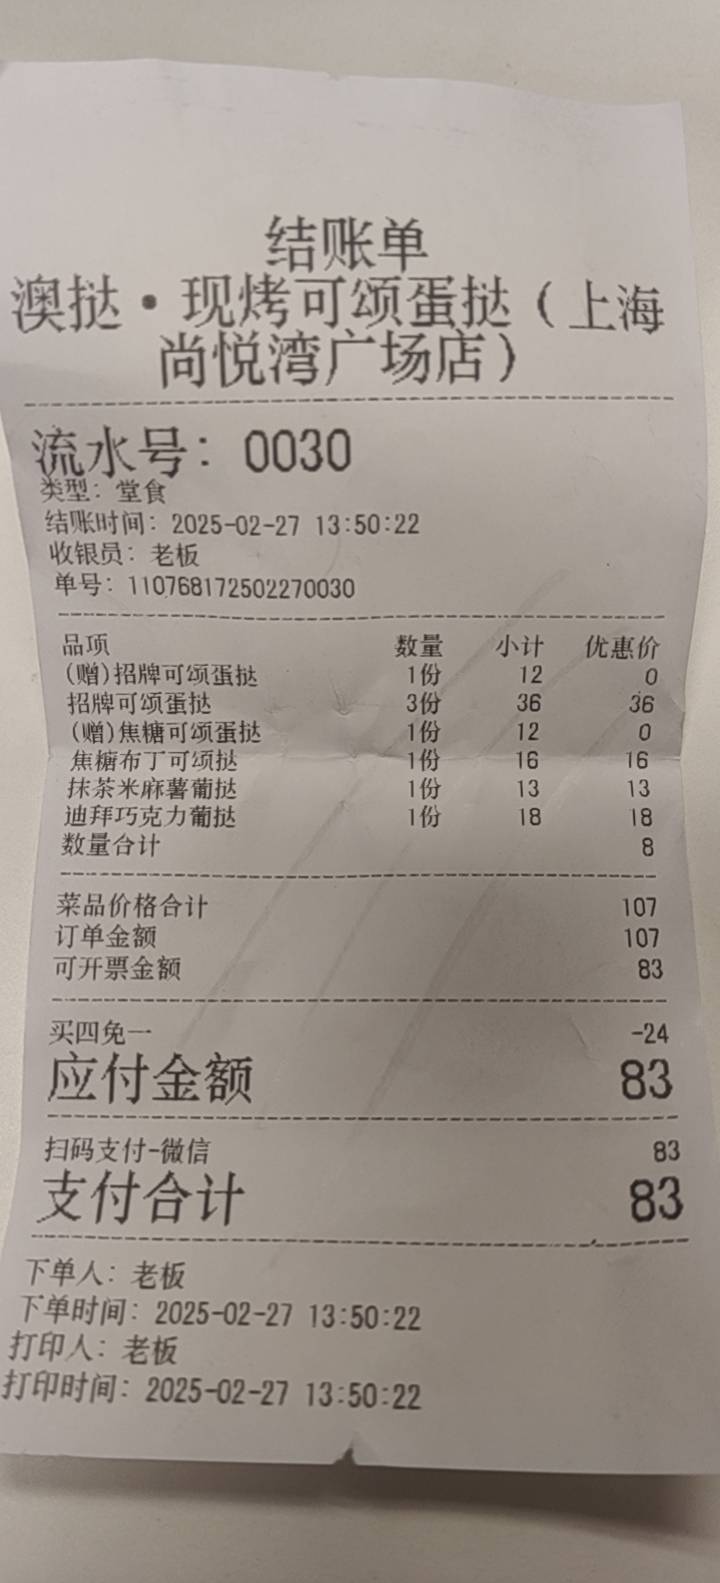 结账单
澳挞·现烤可颂蛋挞（上海
尚悦湾广场店）
流水号：0030
类型：堂食
结账时间：2025-02-27 13:50:22
收银员：老板
单号：110768172502270030
品项 数量 小计 优惠价
(赠)招牌可颂蛋挞 1份 12 0
招牌可颂蛋挞 3份 36 36
(赠)焦糖可颂蛋挞 1份 12 0
焦糖布丁可颂挞 1份 16 16
抹茶米麻薯葡挞 1份 13 13
迪拜巧克力葡挞 1份 18 18
数量合计 8
菜品价格合计 107
订单金额 107
可开票金额 83
买四免一 -24
应付金额 83
扫码支付-微信 83
支付合计 83
下单人：老板
下单时间：2025-02-27 13:50:22
打印人：老板
打印时间：2025-02-27 13:50:22